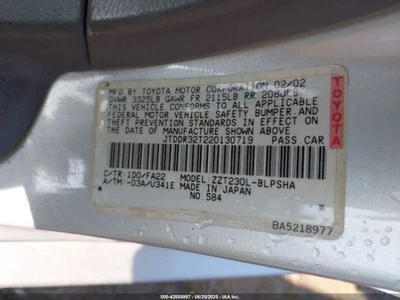 MFD BY TOYOTA MOTOR CORPORATION 02/02
GVWR 3325LB GAWR FR 2115LB RR 2080LB
THIS VEHICLE CONFORMS TO ALL APPLICABLE
FEDERAL MOTOR VEHICLE SAFETY, BUMPER, AND
THEFT PREVENTION STANDARDS IN EFFECT ON
THE DATE OF MANUFACTURE SHOWN ABOVE.
JTDDR32T220130719 PASS CAR
C/TR 1D0/FA22 MODEL:ZZT230L-BLPSHA
A/TM -03A/U341E MADE IN JAPAN
NO.584
TOYOTA
BA5218977
000-42558997 (06/20/2025 - IAAI)